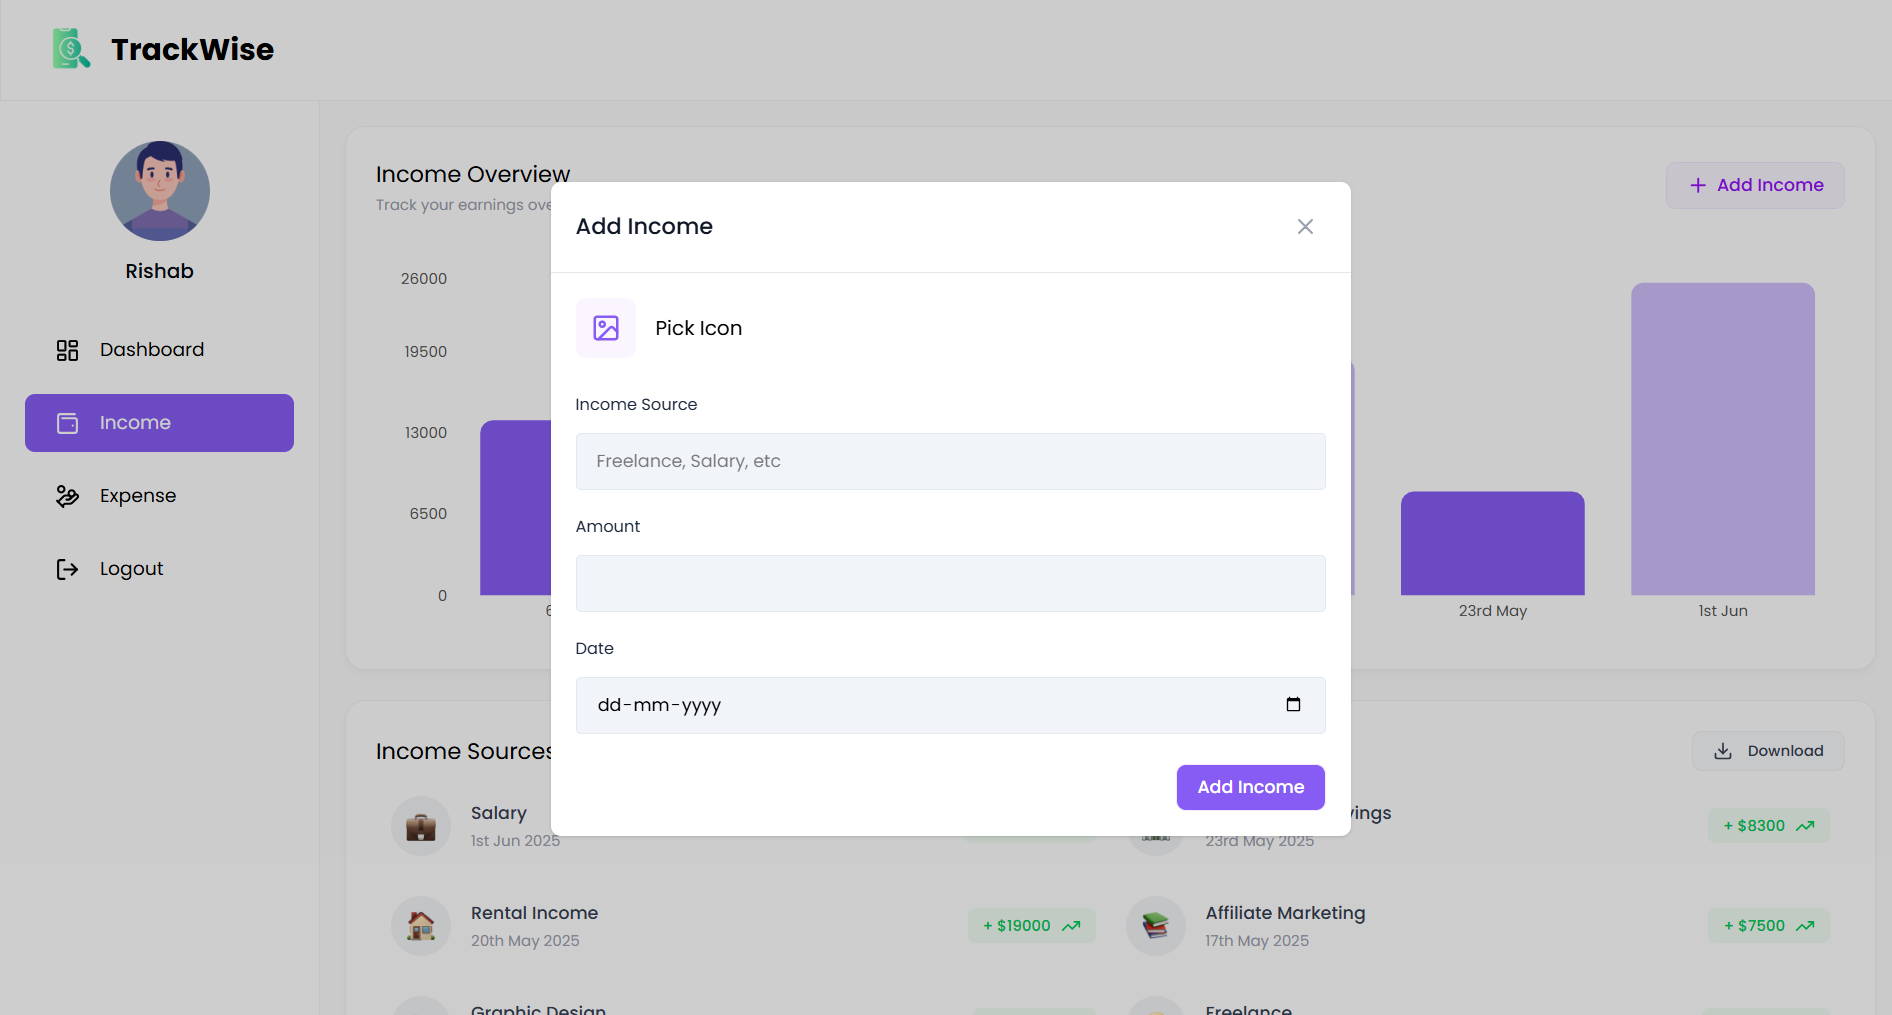 TrackWise
Rishab
Dashboard
Income
Expense
Logout
Income Overview
Track your earnings
+ Add Income
26000
19500
13000
6500
0
23rd May
1st Jun
Add Income
Pick Icon
Income Source
Freelance, Salary, etc
Amount
Date
dd-mm-yyyy
Add Income
Income Sources
Download
Salary
1st Jun 2025
23rd May 2025
+ $8300
Rental Income
20th May 2025
+ $19000
Affiliate Marketing
17th May 2025
+ $7500
Graphic Design
Freelance